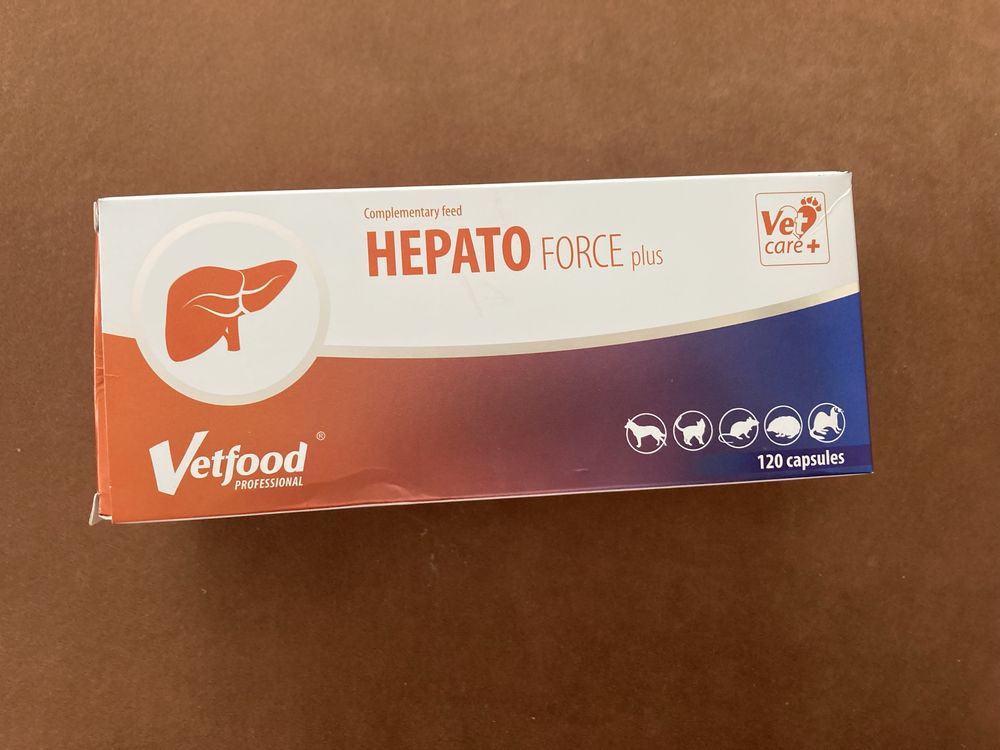 Complementary feed
HEPATO FORCE plus
Vet
care+
Vetfood®
PROFESSIONAL
120 capsules